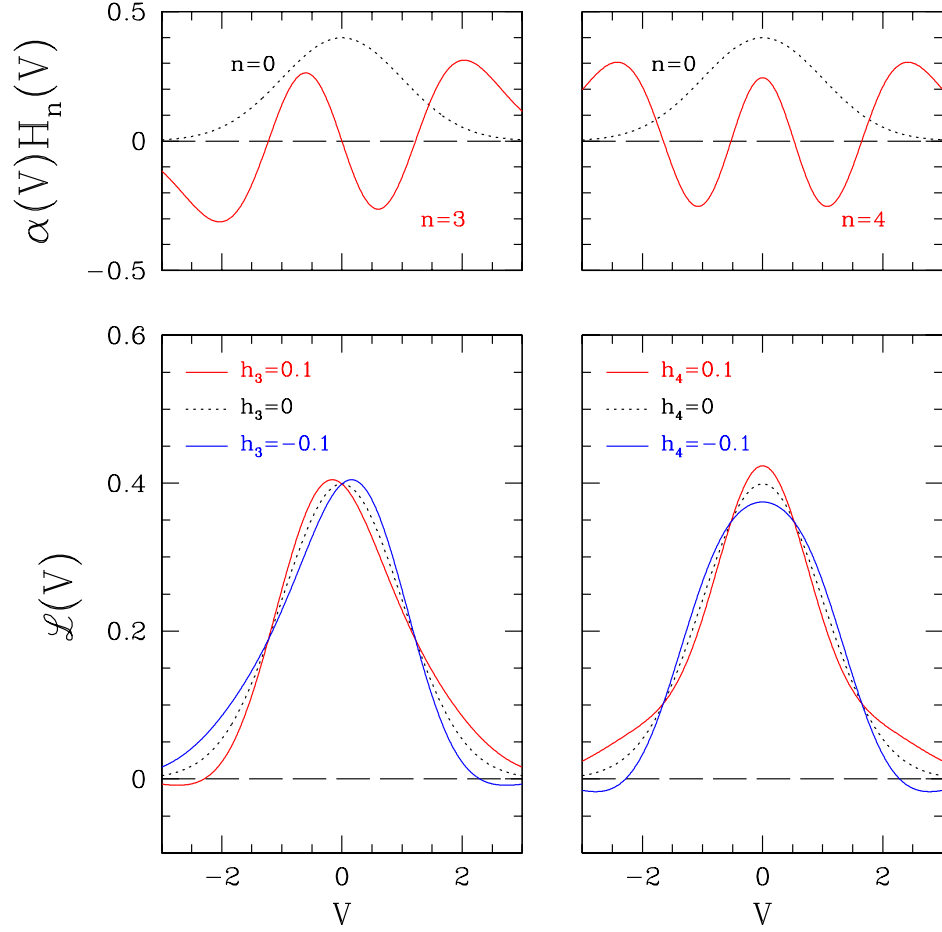 α(V)H_n(V)
0.5
0
−0.5
n=0
n=3
n=0
n=4
ℒ(V)
0.6
0.4
0.2
0
h_3=0.1
h_3=0
h_3=−0.1
h_4=0.1
h_4=0
h_4=−0.1
−2 0 2
−2 0 2
V
V